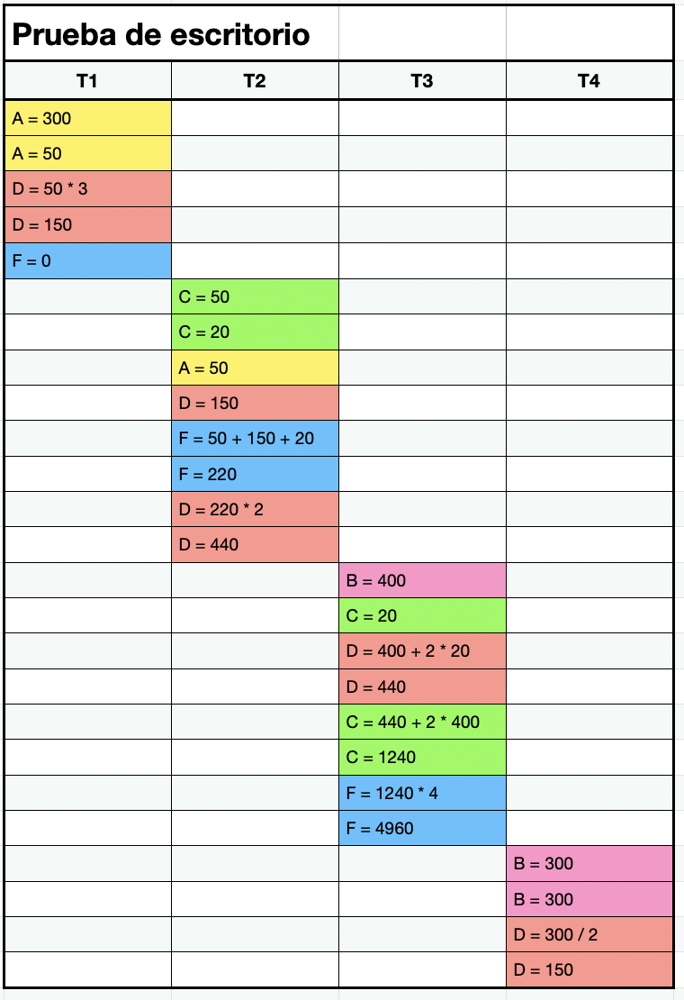 Prueba de escritorio
T1 T2 T3 T4
A = 300
A = 50
D = 50 * 3
D = 150
F = 0
C = 50
C = 20
A = 50
D = 150
F = 50 + 150 + 20
F = 220
D = 220 * 2
D = 440
B = 400
C = 20
D = 400 + 2 * 20
D = 440
C = 440 + 2 * 400
C = 1240
F = 1240 * 4
F = 4960
B = 300
B = 300
D = 300 / 2
D = 150